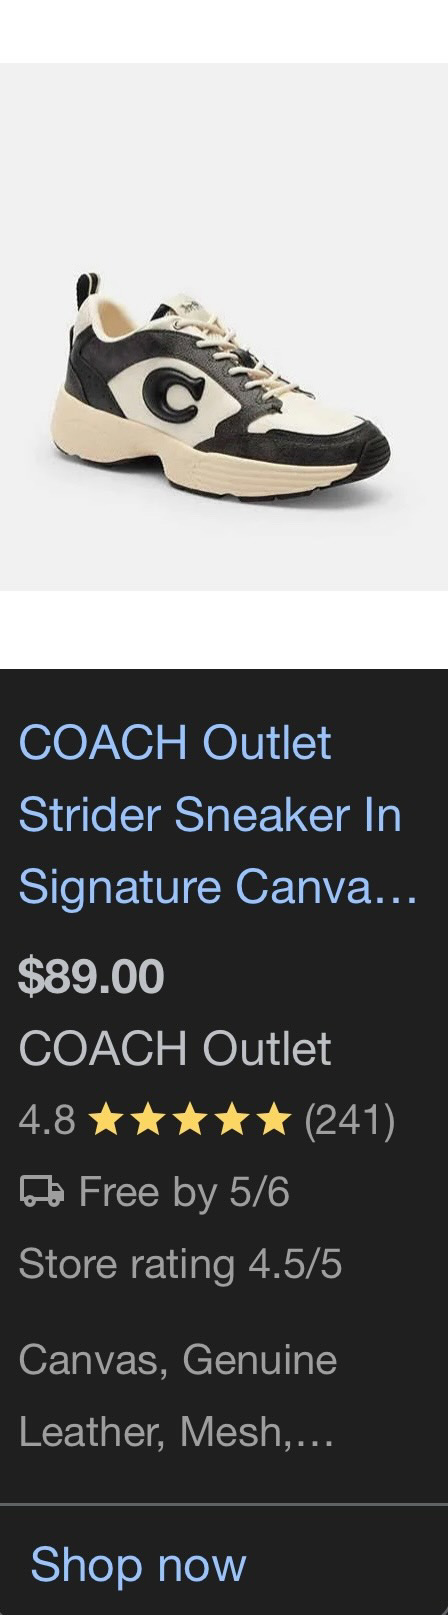 C
COACH Outlet
Strider Sneaker In
Signature Canva...
$89.00
COACH Outlet
4.8 ★★★★★ (241)
Free by 5/6
Store rating 4.5/5
Canvas, Genuine
Leather, Mesh,...
Shop now